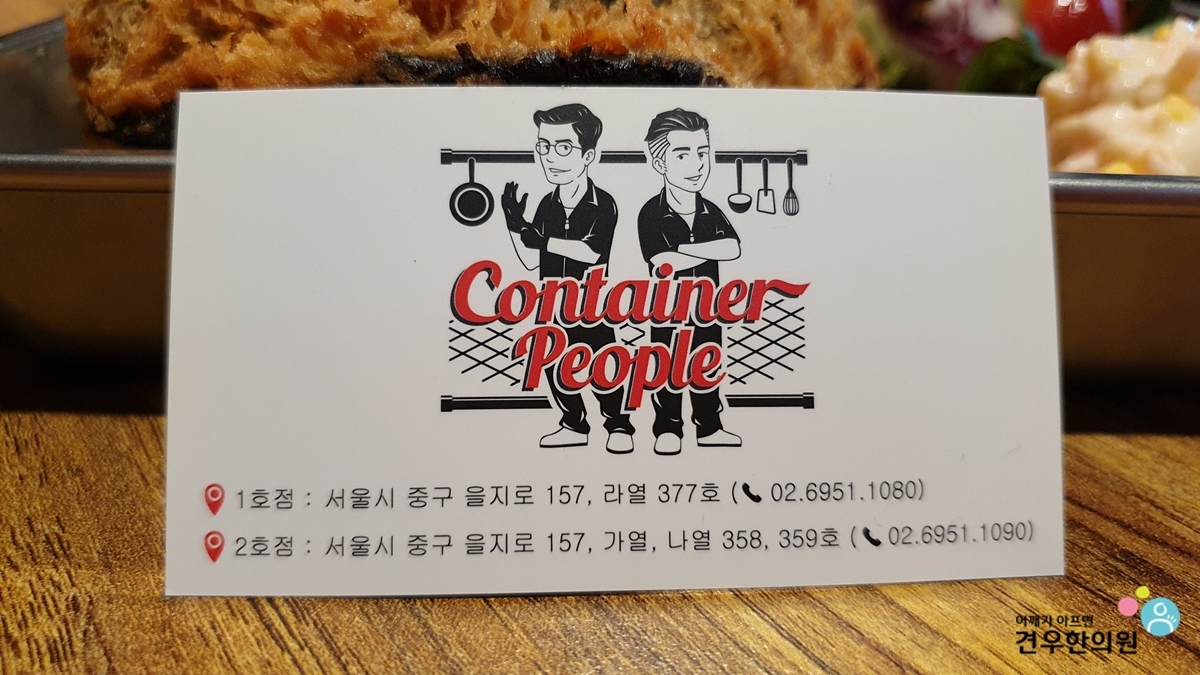 Container
People
1호점 : 서울시 중구 을지로 157, 라열 377호 (02.6951.1080)
2호점 : 서울시 중구 을지로 157, 가열, 나열 358, 359호 (02.6951.1090)
어깨가 아프면
견우한의원